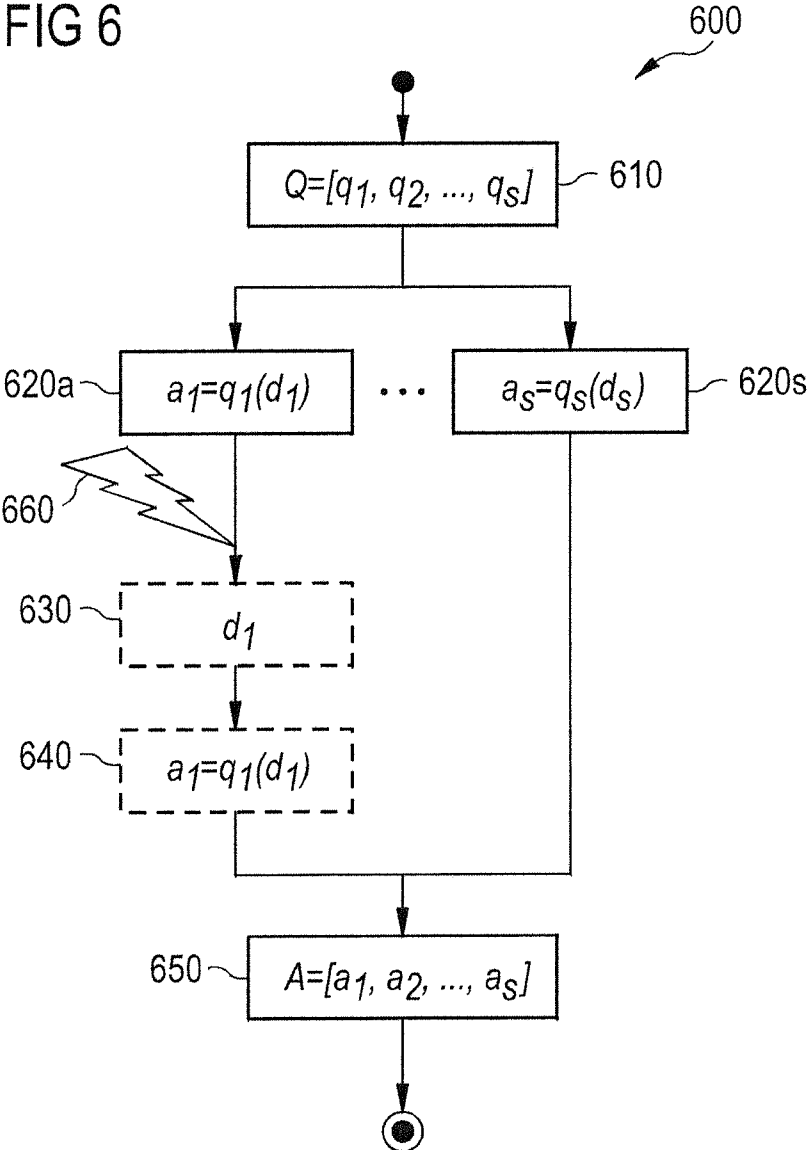 FIG 6
600
Q=[q1, q2, ..., qs]
610
620a
a1=q1(d1)
...
as=qs(ds)
620s
660
630
d1
640
a1=q1(d1)
650
A=[a1, a2, ..., as]